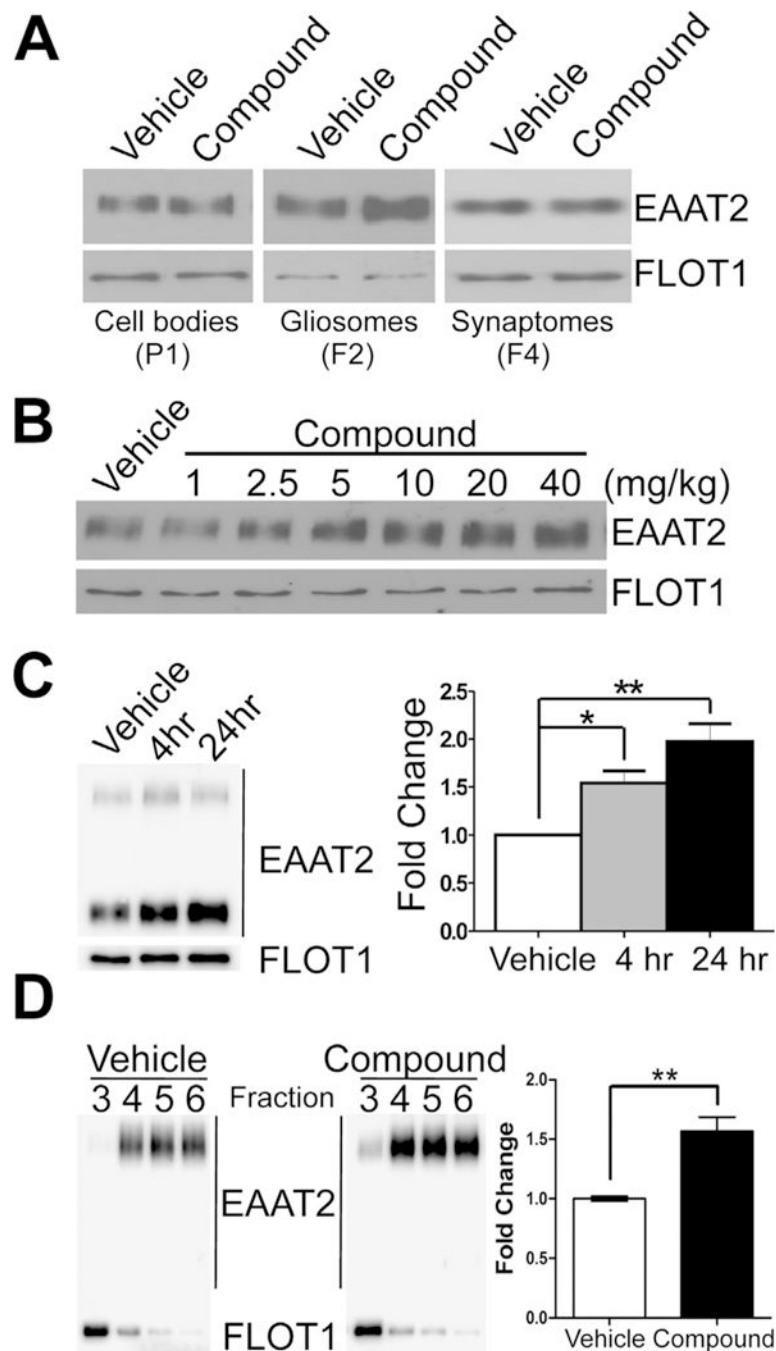 A
Vehicle Compound Vehicle Compound Vehicle Compound
EAAT2
FLOT1
Cell bodies (P1)
Gliosomes (F2)
Synaptomes (F4)
B
Vehicle
Compound
1 2.5 5 10 20 40 (mg/kg)
EAAT2
FLOT1
C
Vehicle 4hr 24hr
EAAT2
FLOT1
Fold Change
2.5
2.0
1.5
1.0
0.5
0.0
* **
Vehicle 4 hr 24 hr
D
Vehicle Compound
3 4 5 6 Fraction 3 4 5 6
EAAT2
FLOT1
Fold Change
2.0
1.5
1.0
0.5
0.0
**
Vehicle Compound